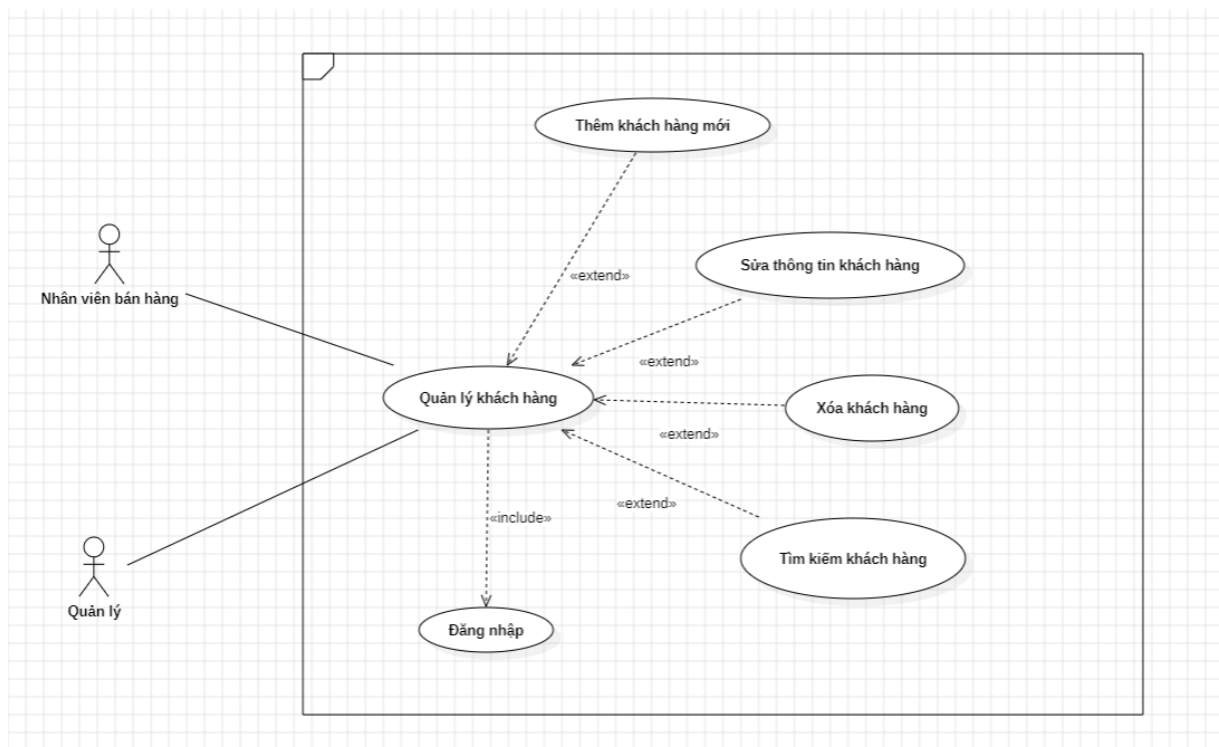 Thêm khách hàng mới
Sửa thông tin khách hàng
«extend»
Nhân viên bán hàng
«extend»
Quản lý khách hàng
Xóa khách hàng
«extend»
«extend»
«include»
Tìm kiếm khách hàng
Quản lý
Đăng nhập